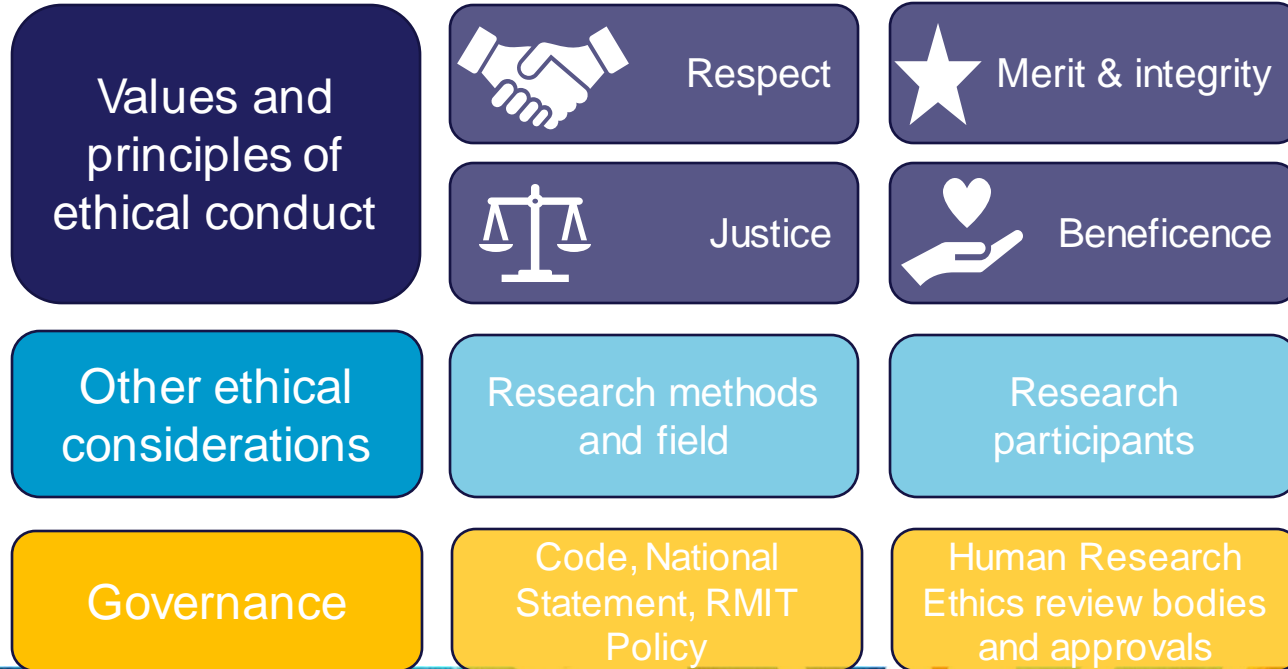 Values and
principles of
ethical conduct
Respect
Merit & integrity
Justice
Beneficence
Other ethical
considerations
Research methods
and field
Research
participants
Governance
Code, National
Statement, RMIT
Policy
Human Research
Ethics review bodies
and approvals